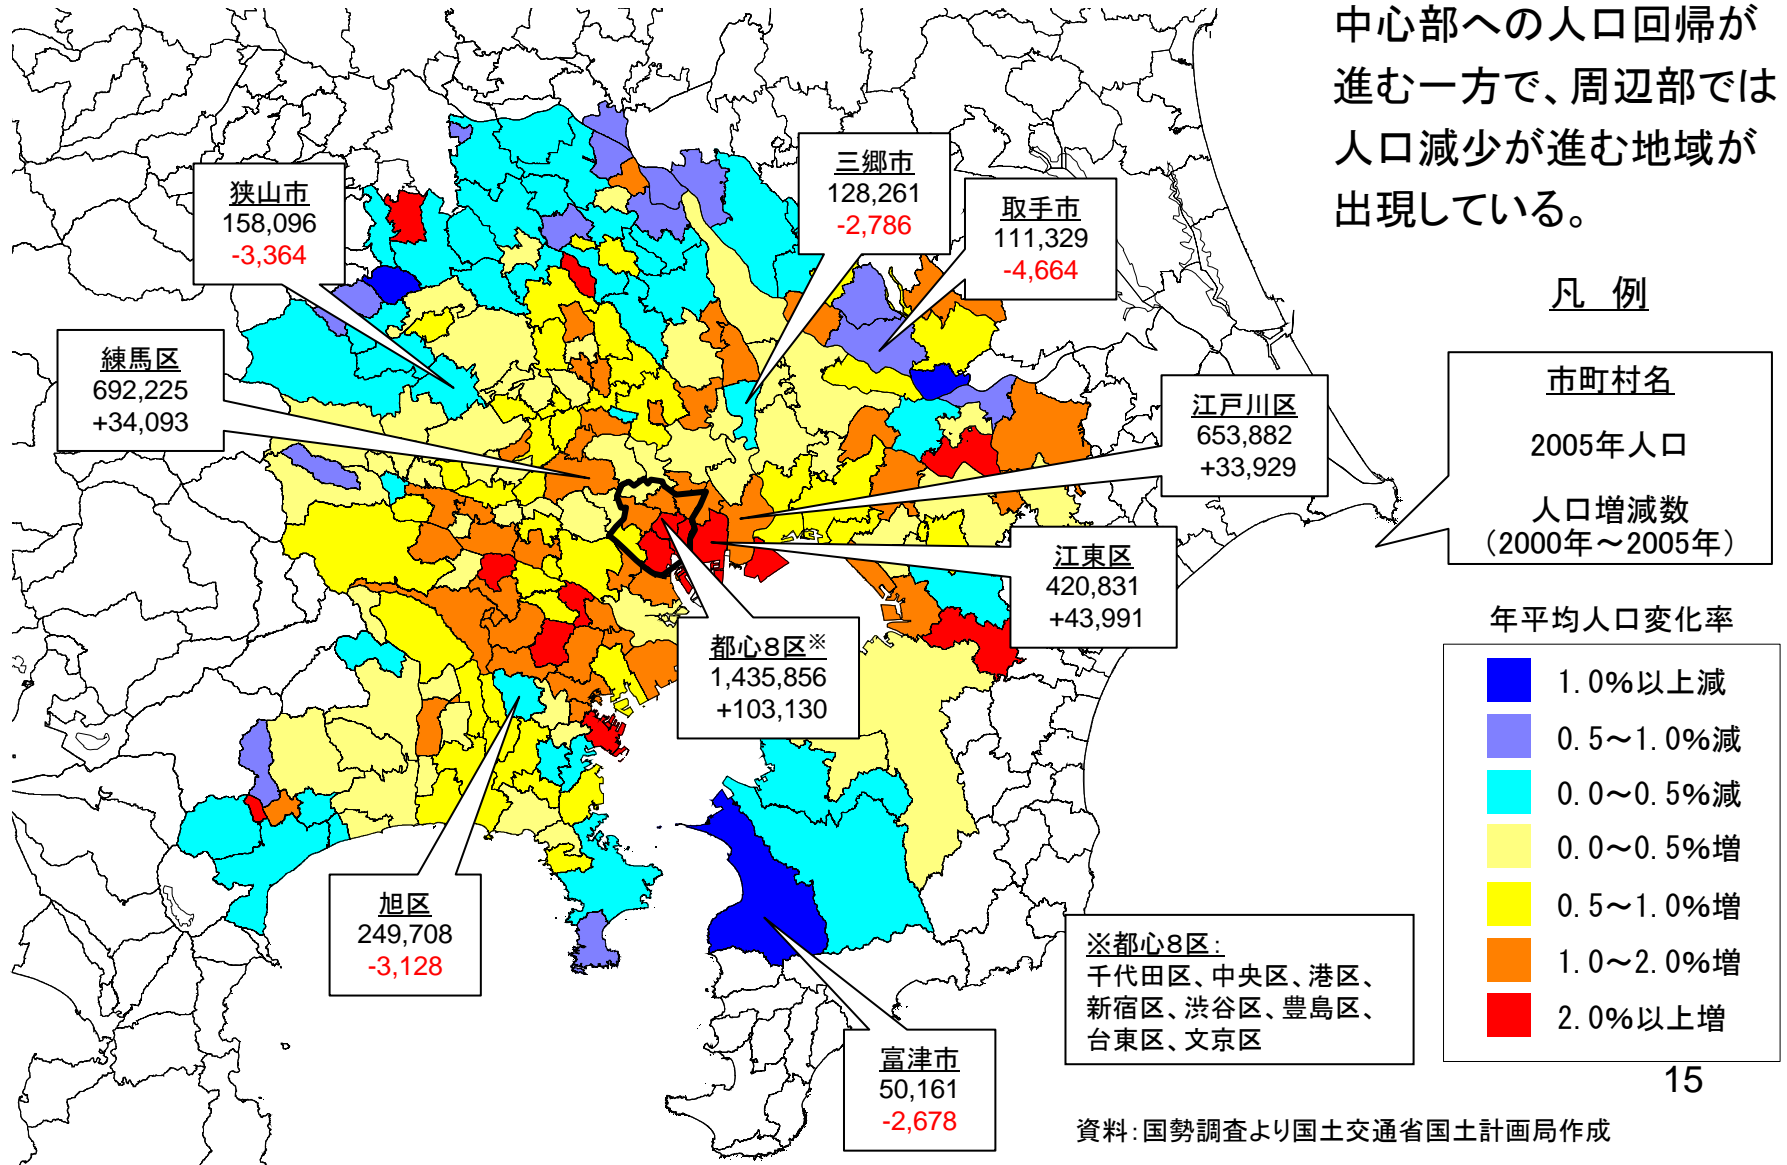 中心部への人口回帰が
進む一方で、周辺部では
人口減少が進む地域が
出現している。
狭山市
158,096
-3,364
三郷市
128,261
-2,786
取手市
111,329
-4,664
練馬区
692,225
+34,093
江戸川区
653,882
+33,929
江東区
420,831
+43,991
都心8区※
1,435,856
+103,130
旭区
249,708
-3,128
富津市
50,161
-2,678
凡 例
市町村名
2005年人口
人口増減数
（2000年～2005年）
年平均人口変化率
1.0%以上減
0.5～1.0%減
0.0～0.5%減
0.0～0.5%増
0.5～1.0%増
1.0～2.0%増
2.0%以上増
※都心8区：
千代田区、中央区、港区、
新宿区、渋谷区、豊島区、
台東区、文京区
15
資料：国勢調査より国土交通省国土計画局作成